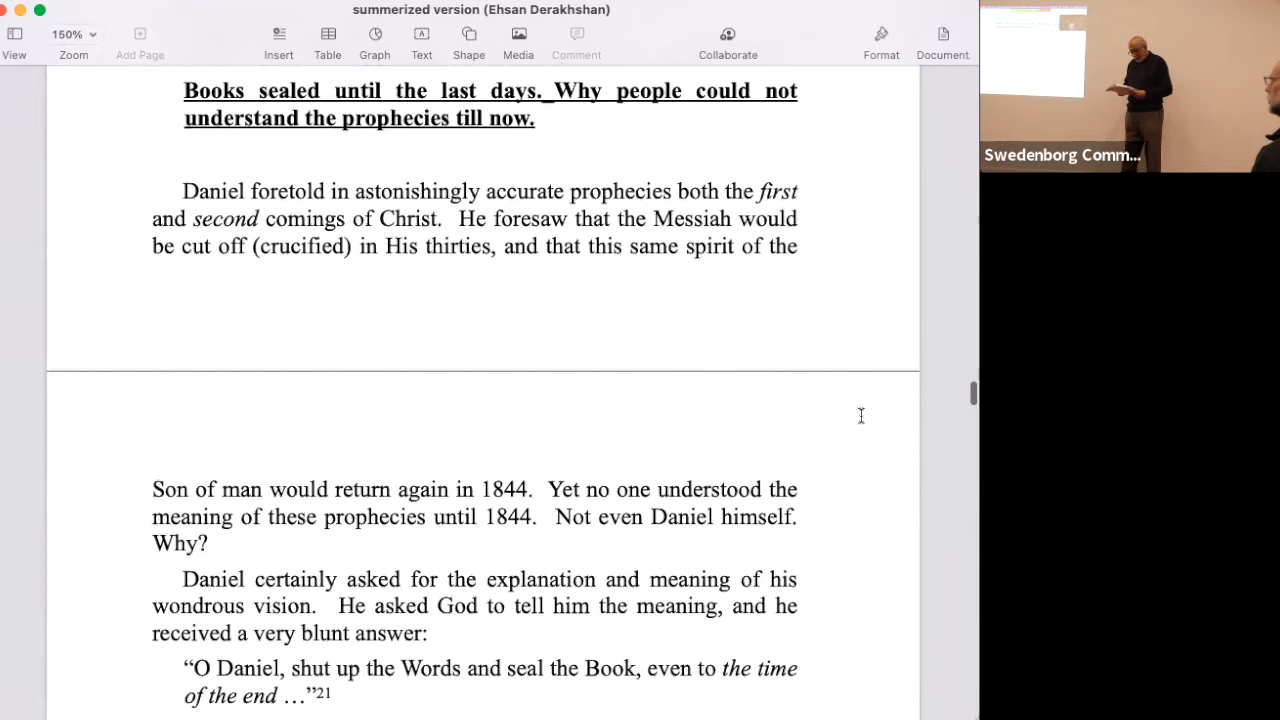 summerized version (Ehsan Derakhshan)
150%
View
Zoom
Add Page
Insert
Table
Graph
Text
Shape
Media
Comment
Collaborate
Format
Document
Books sealed until the last days. Why people could not
understand the prophecies till now.
Daniel foretold in astonishingly accurate prophecies both the first
and second comings of Christ. He foresaw that the Messiah would
be cut off (crucified) in His thirties, and that this same spirit of the
Son of man would return again in 1844. Yet no one understood the
meaning of these prophecies until 1844. Not even Daniel himself.
Why?
Daniel certainly asked for the explanation and meaning of his
wondrous vision. He asked God to tell him the meaning, and he
received a very blunt answer:
“O Daniel, shut up the Words and seal the Book, even to the time
of the end …”21
Swedenborg Comm...